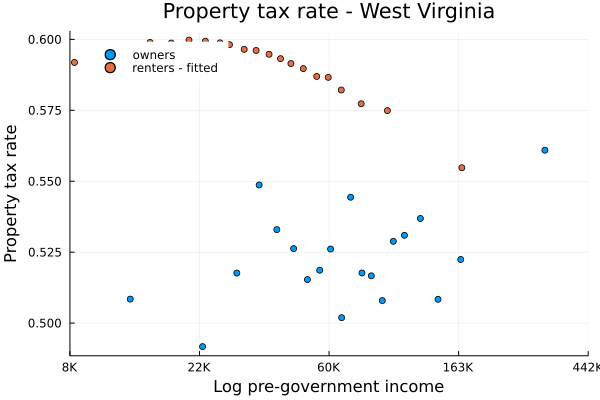 Property tax rate - West Virginia
Property tax rate
0.600
0.575
0.550
0.525
0.500
owners
renters - fitted
8K
22K
60K
163K
442K
Log pre-government income